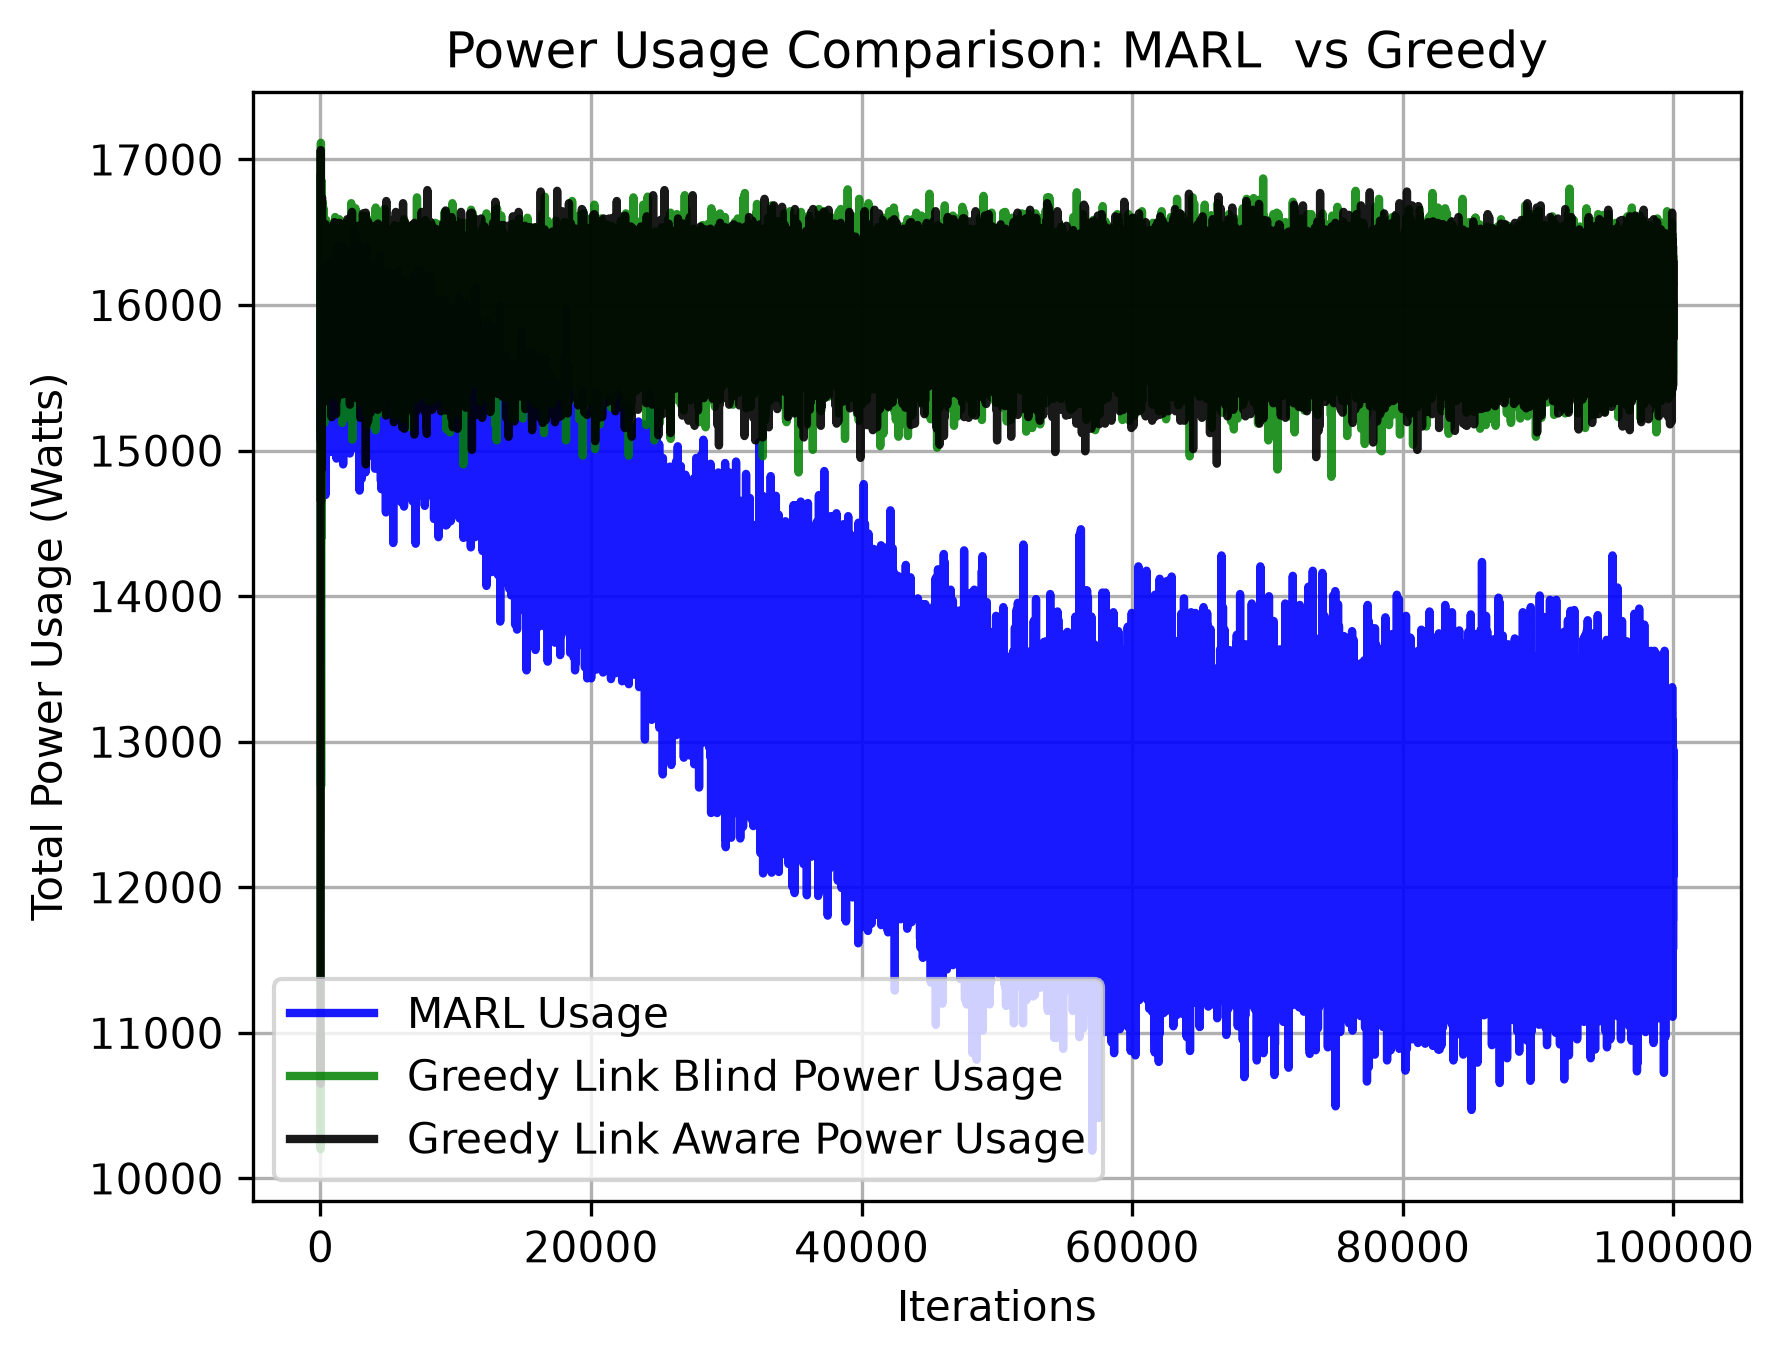 Power Usage Comparison: MARL  vs Greedy
Total Power Usage (Watts)
17000
16000
15000
14000
13000
12000
11000
10000
MARL Usage
Greedy Link Blind Power Usage
Greedy Link Aware Power Usage
0 20000 40000 60000 80000 100000
Iterations